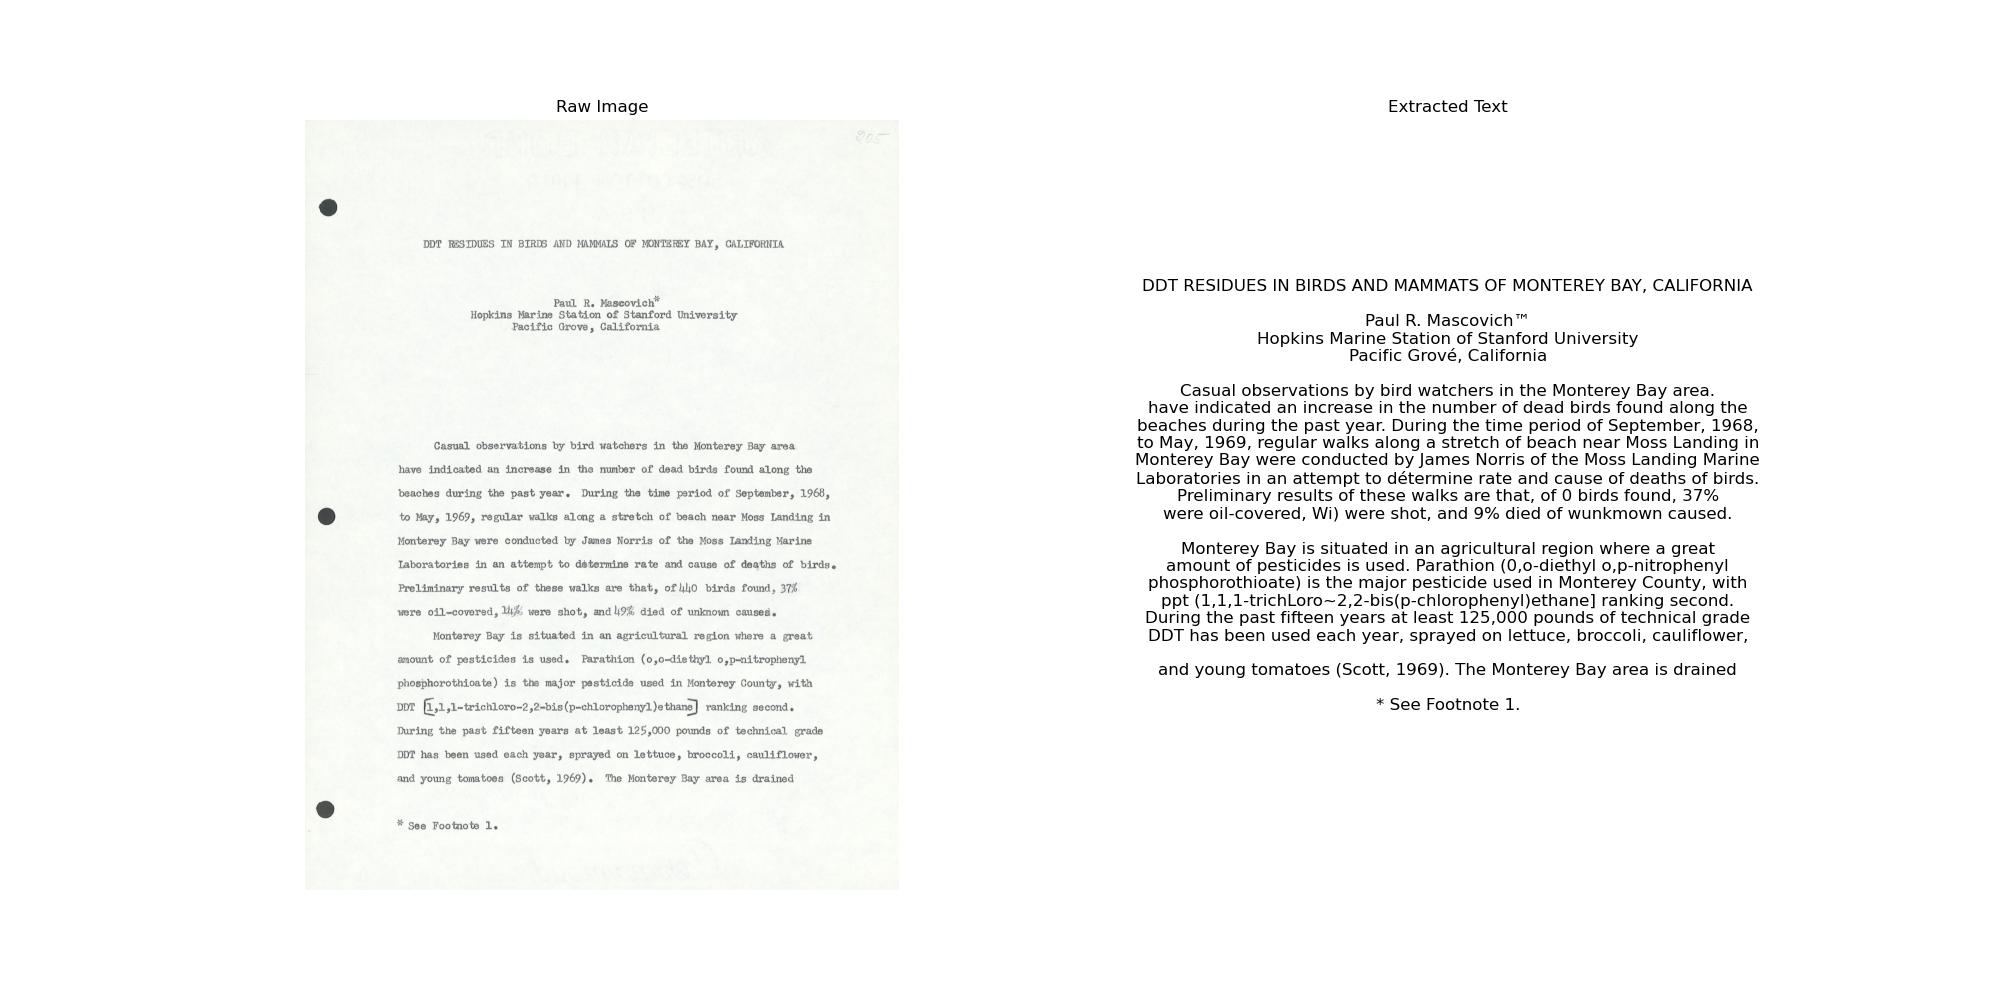 Raw Image
205
DDT RESIDUES IN BIRDS AND MAMMALS OF MONTEREY BAY, CALIFORNIA
Paul R. Mascovich*
Hopkins Marine Station of Stanford University
Pacific Grove, California
Casual observations by bird watchers in the Monterey Bay area
have indicated an increase in the number of dead birds found along the
beaches during the past year. During the time period of September, 1968,
to May, 1969, regular walks along a stretch of beach near Moss Landing in
Monterey Bay were conducted by James Norris of the Moss Landing Marine
Laboratories in an attempt to determine rate and cause of deaths of birds.
Preliminary results of these walks are that, of 440 birds found, 37%
were oil-covered, 14% were shot, and 49% died of unknown causes.
Monterey Bay is situated in an agricultural region where a great
amount of pesticides is used. Parathion (o,o-diethyl o,p-nitrophenyl
phosphorothioate) is the major pesticide used in Monterey County, with
DDT [1,1,1-trichloro-2,2-bis(p-chlorophenyl)ethane] ranking second.
During the past fifteen years at least 125,000 pounds of technical grade
DDT has been used each year, sprayed on lettuce, broccoli, cauliflower,
and young tomatoes (Scott, 1969). The Monterey Bay area is drained
* See Footnote 1.
Extracted Text
DDT RESIDUES IN BIRDS AND MAMMATS OF MONTEREY BAY, CALIFORNIA
Paul R. Mascovich™
Hopkins Marine Station of Stanford University
Pacific Grové, California
Casual observations by bird watchers in the Monterey Bay area.
have indicated an increase in the number of dead birds found along the
beaches during the past year. During the time period of September, 1968,
to May, 1969, regular walks along a stretch of beach near Moss Landing in
Monterey Bay were conducted by James Norris of the Moss Landing Marine
Laboratories in an attempt to détermine rate and cause of deaths of birds.
Preliminary results of these walks are that, of 0 birds found, 37%
were oil-covered, Wi) were shot, and 9% died of wunkmown caused.
Monterey Bay is situated in an agricultural region where a great
amount of pesticides is used. Parathion (0,o-diethyl o,p-nitrophenyl
phosphorothioate) is the major pesticide used in Monterey County, with
ppt (1,1,1-trichLoro~2,2-bis(p-chlorophenyl)ethane] ranking second.
During the past fifteen years at least 125,000 pounds of technical grade
DDT has been used each year, sprayed on lettuce, broccoli, cauliflower,
and young tomatoes (Scott, 1969). The Monterey Bay area is drained
* See Footnote 1.